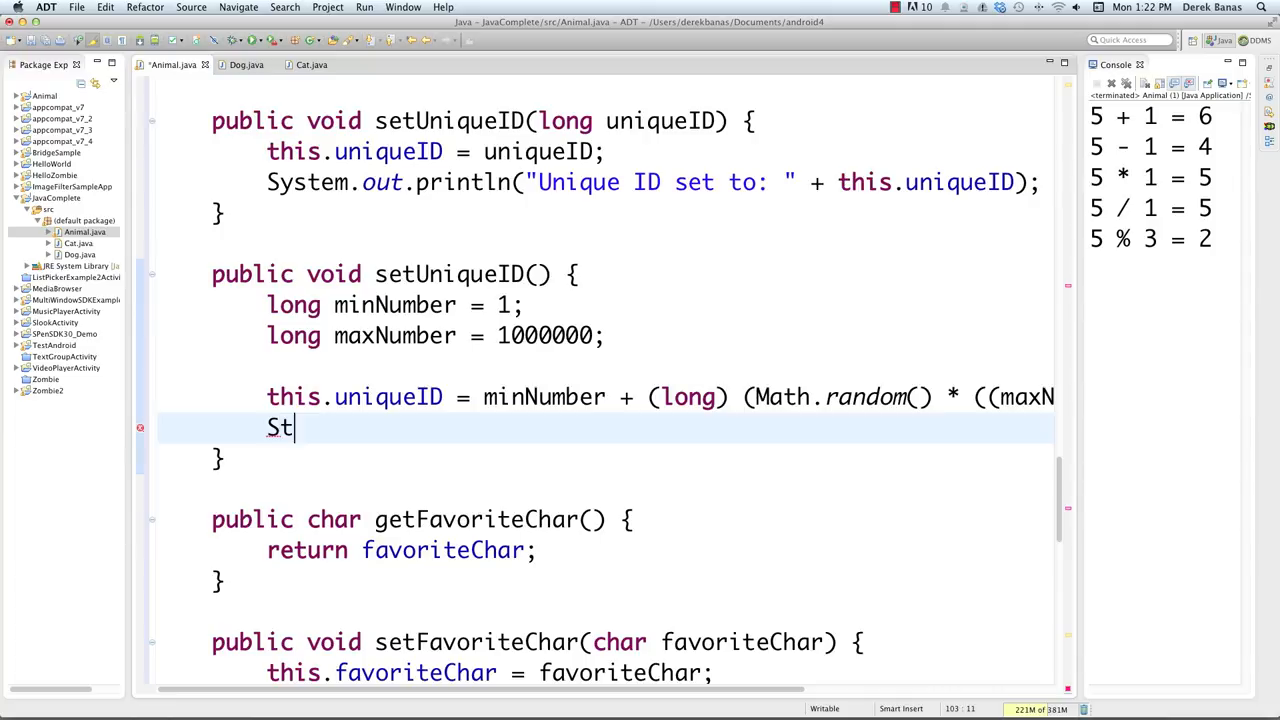 ADT File Edit Refactor Source Navigate Search Project Run Window Help
10 Mon 1:22 PM Derek Banas
Java - JavaComplete/src/Animal.java - ADT - /Users/derekbanas/Documents/android4
Quick Access Java DDMS
Package Exp
Animal
appcompat_v7
appcompat_v7_2
appcompat_v7_3
appcompat_v7_4
BridgeSample
HelloWorld
HelloZombie
ImageFilterSampleApp
JavaComplete
src
(default package)
Animal.java
Cat.java
Dog.java
JRE System Library [Ja
ListPickerExample2Activi
MediaBrowser
MultiWindowSDKExample
MusicPlayerActivity
SlookActivity
SPenSDK30_Demo
TestAndroid
TextGroupActivity
VideoPlayerActivity
Zombie
Zombie2
*Animal.java Dog.java Cat.java
public void setUniqueID(long uniqueID) {
this.uniqueID = uniqueID;
System.out.println("Unique ID set to: " + this.uniqueID);
}
public void setUniqueID() {
long minNumber = 1;
long maxNumber = 1000000;
this.uniqueID = minNumber + (long) (Math.random() * ((maxN
St
}
public char getFavoriteChar() {
return favoriteChar;
}
public void setFavoriteChar(char favoriteChar) {
this.favoriteChar = favoriteChar;
Console
<terminated> Animal (1) [Java Application] /S
5 + 1 = 6
5 - 1 = 4
5 * 1 = 5
5 / 1 = 5
5 % 3 = 2
Writable Smart Insert 103 : 11 221M of 381M